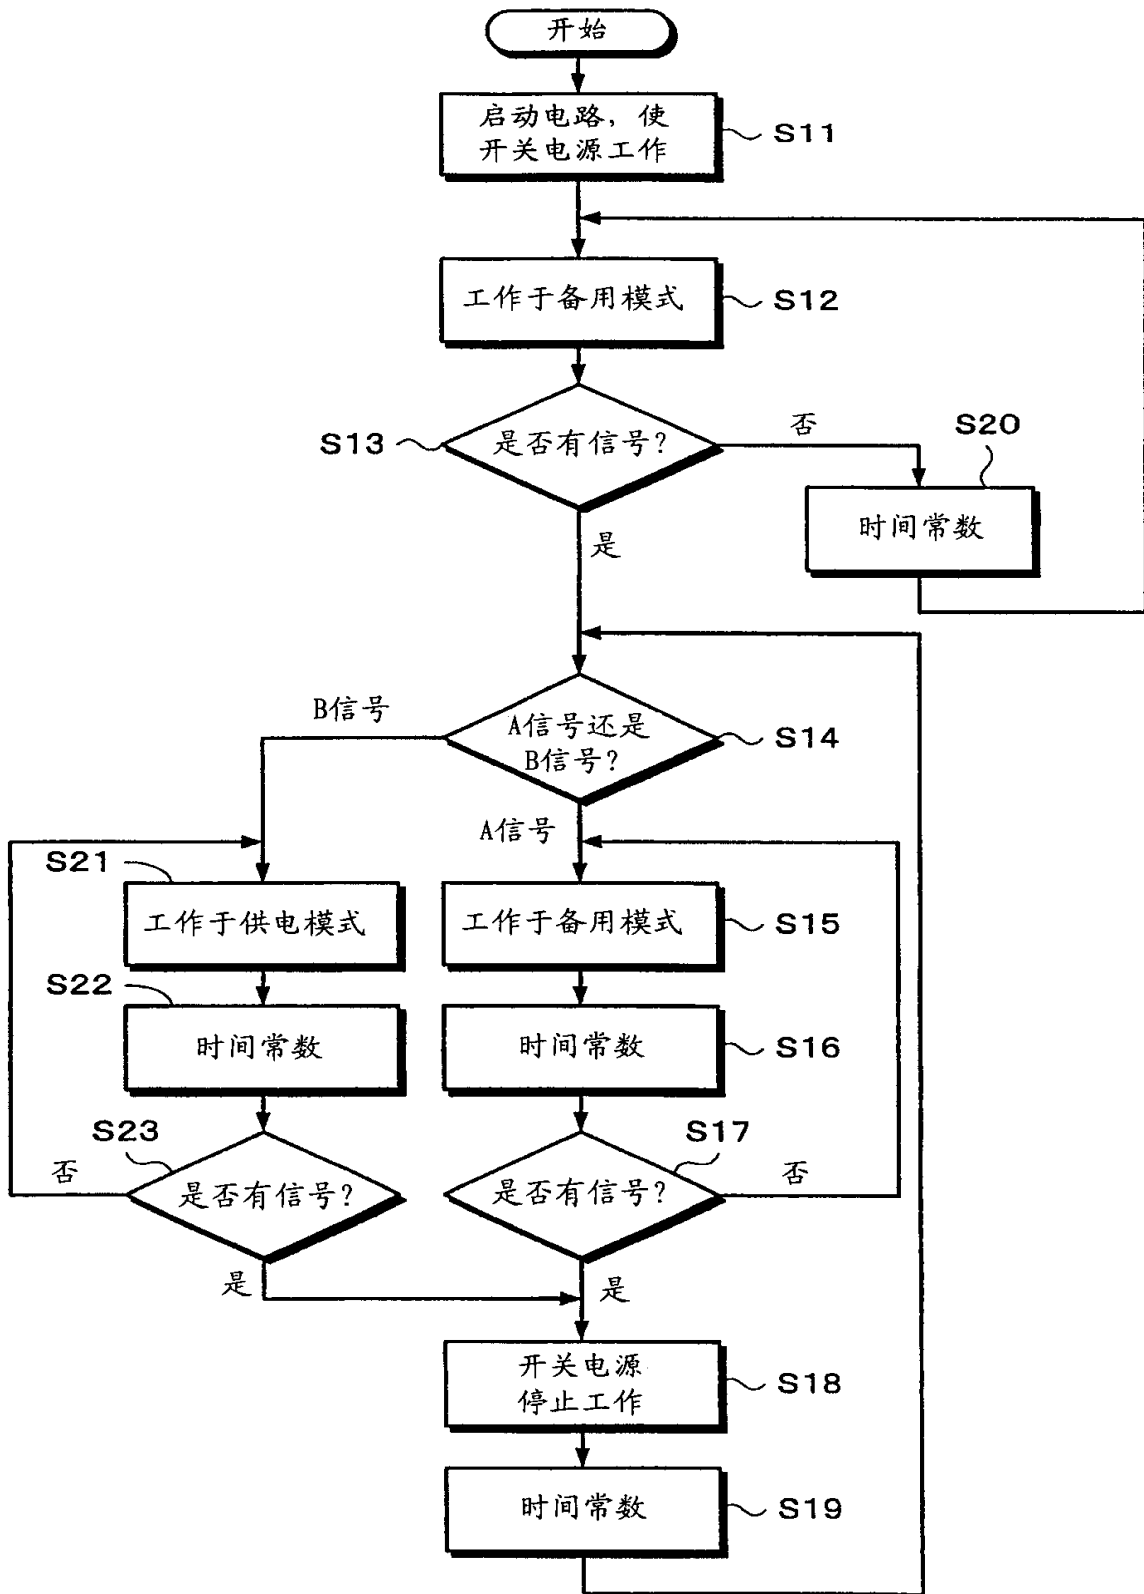 开始
启动电路，使
开关电源工作
S11
工作于备用模式
S12
是否有信号？
S13
否
S20
时间常数
是
A信号还是
B信号？
S14
B信号
A信号
S21
工作于供电模式
工作于备用模式
S15
S22
时间常数
时间常数
S16
S23
S17
否
是否有信号？
是否有信号？
否
是
是
开关电源
停止工作
S18
时间常数
S19